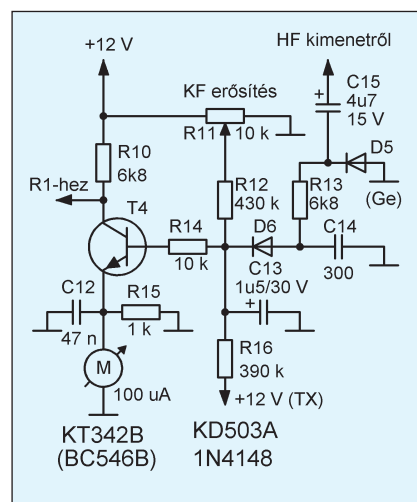 +12 V
HF kimenetről
C15
4u7
15 V
KF erősítés
R11
10 k
D5
(Ge)
R10
6k8
R1-hez
R12
430 k
R13
6k8
T4
R14
10 k
D6
C14
300
C13
1u5/30 V
C12
47 n
R15
1 k
R16
390 k
M
100 uA
+12 V (TX)
KT342B
(BC546B)
KD503A
1N4148
+
+